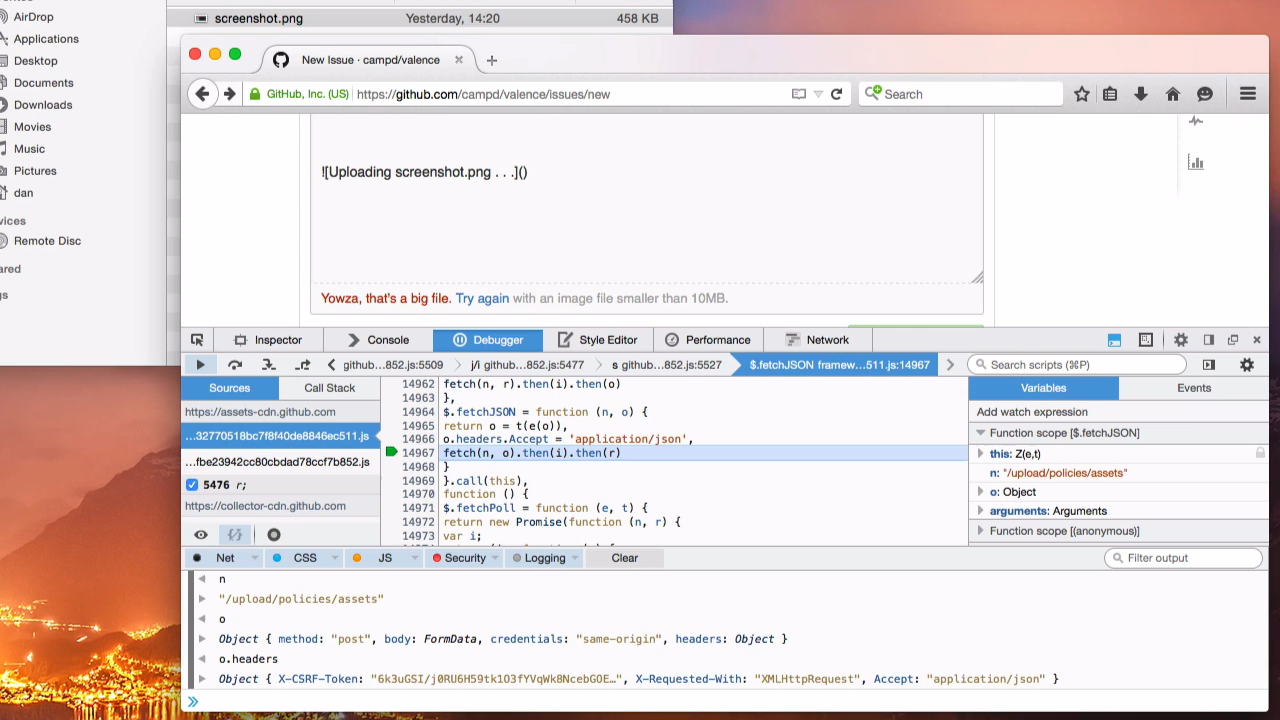 screenshot.png Yesterday, 14:20 458 KB
AirDrop
Applications
Desktop
Documents
Downloads
Movies
Music
Pictures
dan
vices
Remote Disc
ared
gs
New Issue · campd/valence
GitHub, Inc. (US) https://github.com/campd/valence/issues/new
Search
![Uploading screenshot.png . . .]()
Yowza, that's a big file. Try again with an image file smaller than 10MB.
Inspector Console Debugger Style Editor Performance Network
github...852.js:5509 j/i github...852.js:5477 s github...852.js:5527 $.fetchJSON framew...511.js:14967 Search scripts (⌘P)
Sources Call Stack
https://assets-cdn.github.com
...32770518bc7f8f40de8846ec511.js
...fbe23942cc80cbdad78ccf7b852.js
5476 r;
https://collector-cdn.github.com
14962 fetch(n, r).then(i).then(o)
14963 },
14964 $.fetchJSON = function (n, o) {
14965 return o = t(e(o)),
14966 o.headers.Accept = 'application/json',
14967 fetch(n, o).then(i).then(r)
14968 }
14969 }.call(this),
14970 function () {
14971 $.fetchPoll = function (e, t) {
14972 return new Promise(function (n, r) {
14973 var i;
Variables Events
Add watch expression
Function scope [$.fetchJSON]
this: Z(e,t)
n: "/upload/policies/assets"
o: Object
arguments: Arguments
Function scope [(anonymous)]
Net CSS JS Security Logging Clear Filter output
n
"/upload/policies/assets"
o
Object { method: "post", body: FormData, credentials: "same-origin", headers: Object }
o.headers
Object { X-CSRF-Token: "6k3uGSI/j0RU6H59tk1O3fYVqWk8NcebGOE…", X-Requested-With: "XMLHttpRequest", Accept: "application/json" }